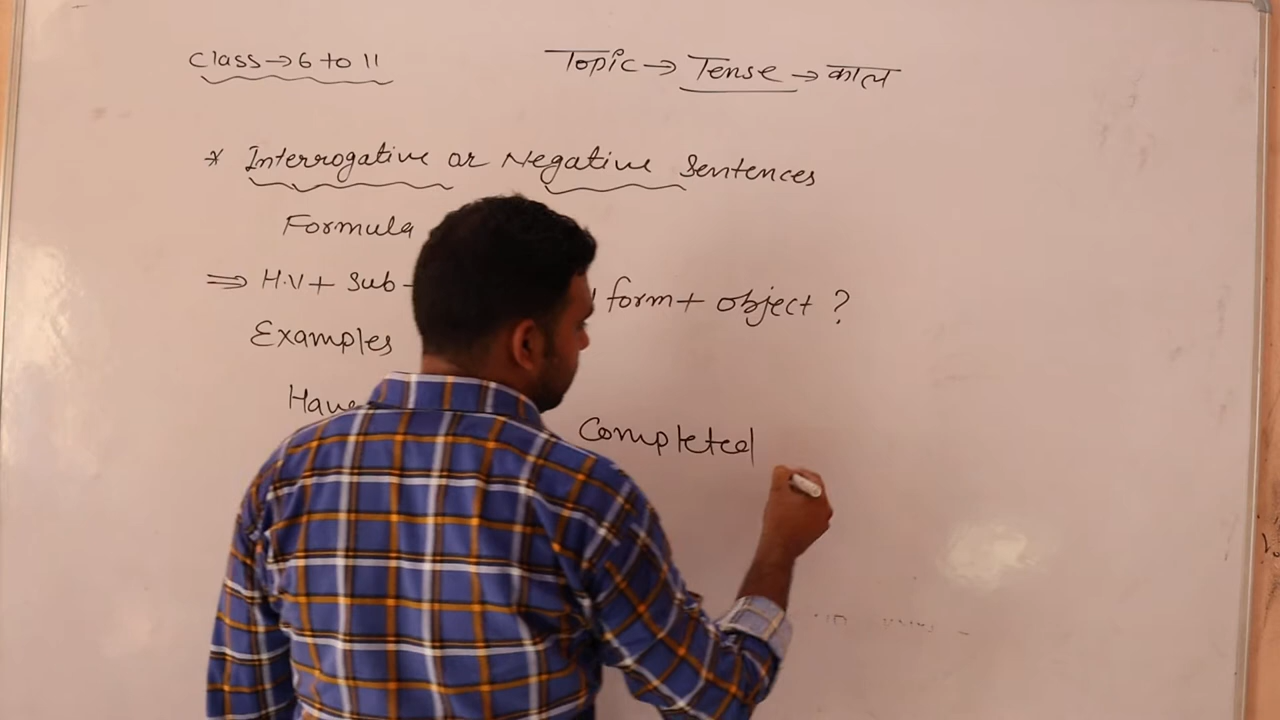 Class→6 to 11
Topic→Tense→काल
* Interrogative or Negative Sentences
Formula
⇒ H.V+ Sub- form+ object ?
Examples
Have Completed